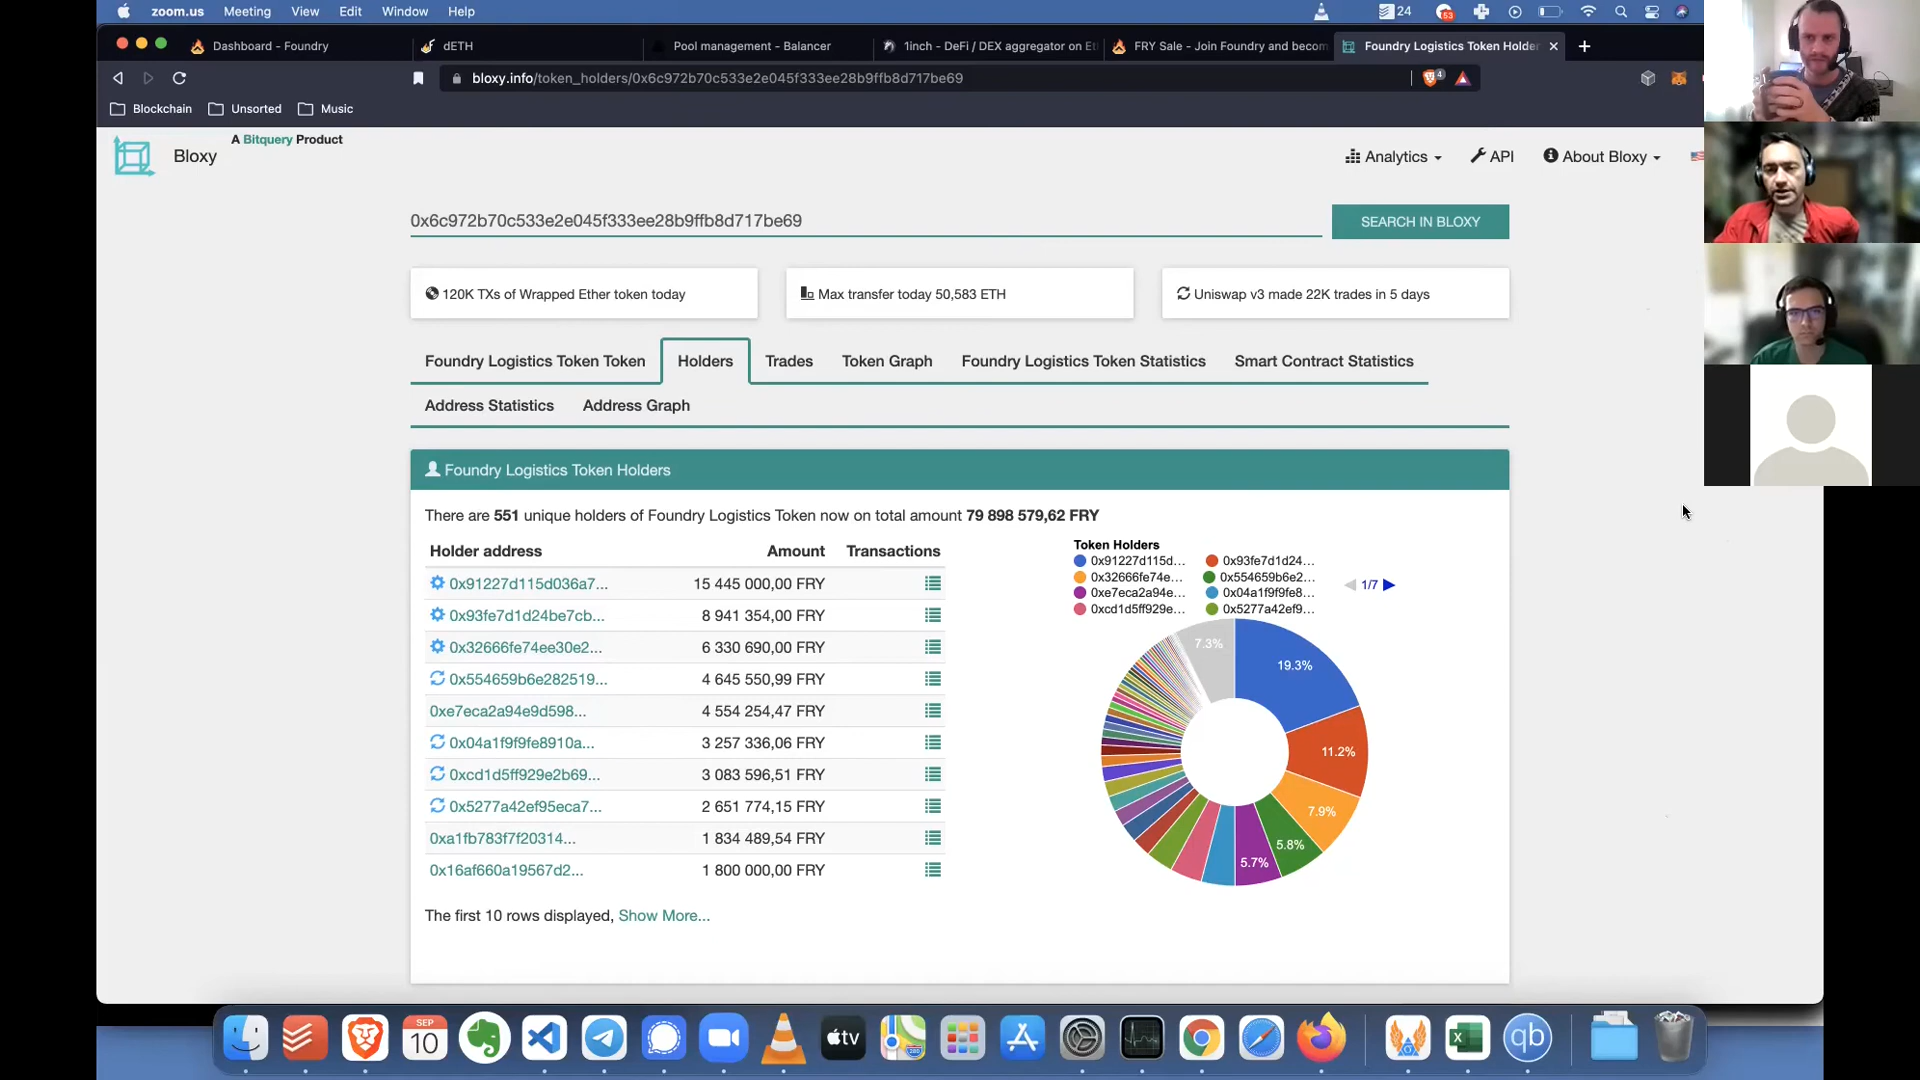 zoom.us Meeting View Edit Window Help 24 53
Dashboard - Foundry dETH Pool management - Balancer 1inch - DeFi / DEX aggregator on Et FRY Sale - Join Foundry and becom Foundry Logistics Token Holder
bloxy.info/token_holders/0x6c972b70c533e2e045f333ee28b9ffb8d717be69 4
Blockchain Unsorted Music
A Bitquery Product
Bloxy
Analytics API About Bloxy
0x6c972b70c533e2e045f333ee28b9ffb8d717be69
SEARCH IN BLOXY
120K TXs of Wrapped Ether token today
Max transfer today 50,583 ETH
Uniswap v3 made 22K trades in 5 days
Foundry Logistics Token Token Holders Trades Token Graph Foundry Logistics Token Statistics Smart Contract Statistics
Address Statistics Address Graph
Foundry Logistics Token Holders
There are 551 unique holders of Foundry Logistics Token now on total amount 79 898 579,62 FRY
Holder address Amount Transactions
0x91227d115d036a7... 15 445 000,00 FRY
0x93fe7d1d24be7cb... 8 941 354,00 FRY
0x32666fe74ee30e2... 6 330 690,00 FRY
0x554659b6e282519... 4 645 550,99 FRY
0xe7eca2a94e9d598... 4 554 254,47 FRY
0x04a1f9f9fe8910a... 3 257 336,06 FRY
0xcd1d5ff929e2b69... 3 083 596,51 FRY
0x5277a42ef95eca7... 2 651 774,15 FRY
0xa1fb783f7f20314... 1 834 489,54 FRY
0x16af660a19567d2... 1 800 000,00 FRY
The first 10 rows displayed, Show More...
Token Holders
0x91227d115d... 0x93fe7d1d24...
0x32666fe74e... 0x554659b6e2...
0xe7eca2a94e... 0x04a1f9f9fe8...
0xcd1d5ff929e... 0x5277a42ef9...
1/7
7.3%
19.3%
11.2%
7.9%
5.8%
5.7%
SEP
10
tv
280
qb